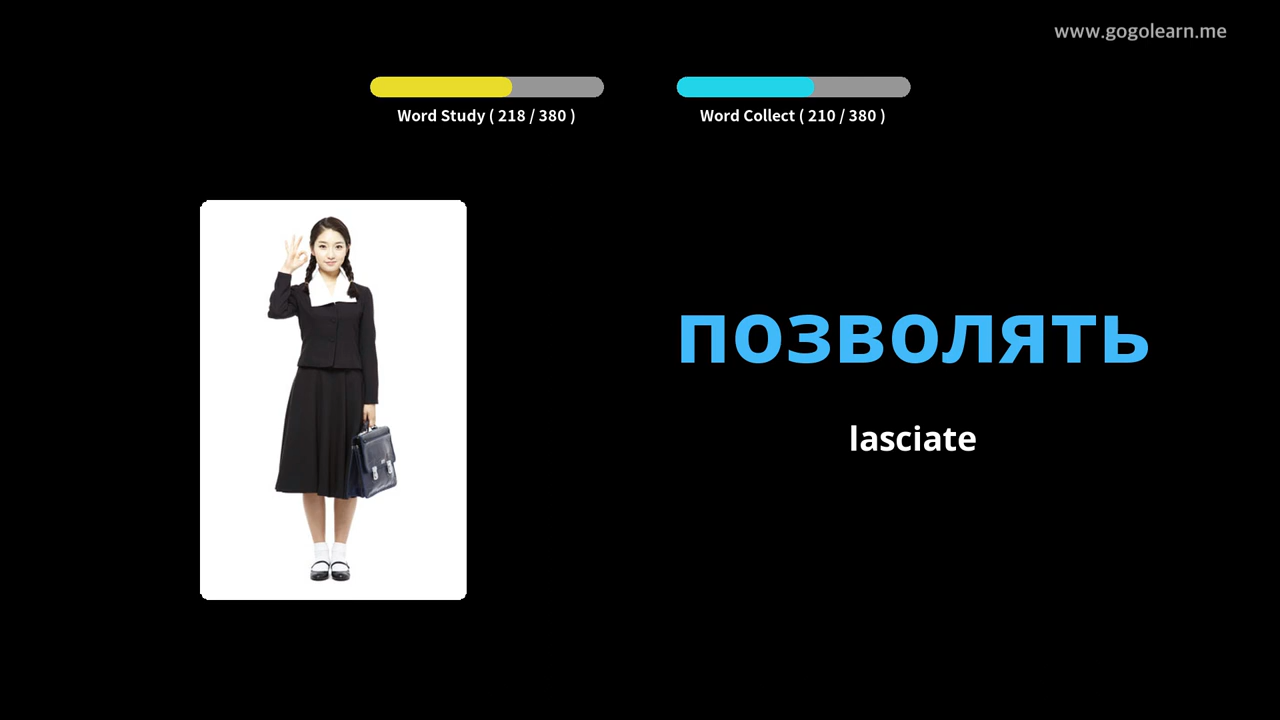 www.gogolearn.me
Word Study ( 218 / 380 )
Word Collect ( 210 / 380 )
позволять
lasciate